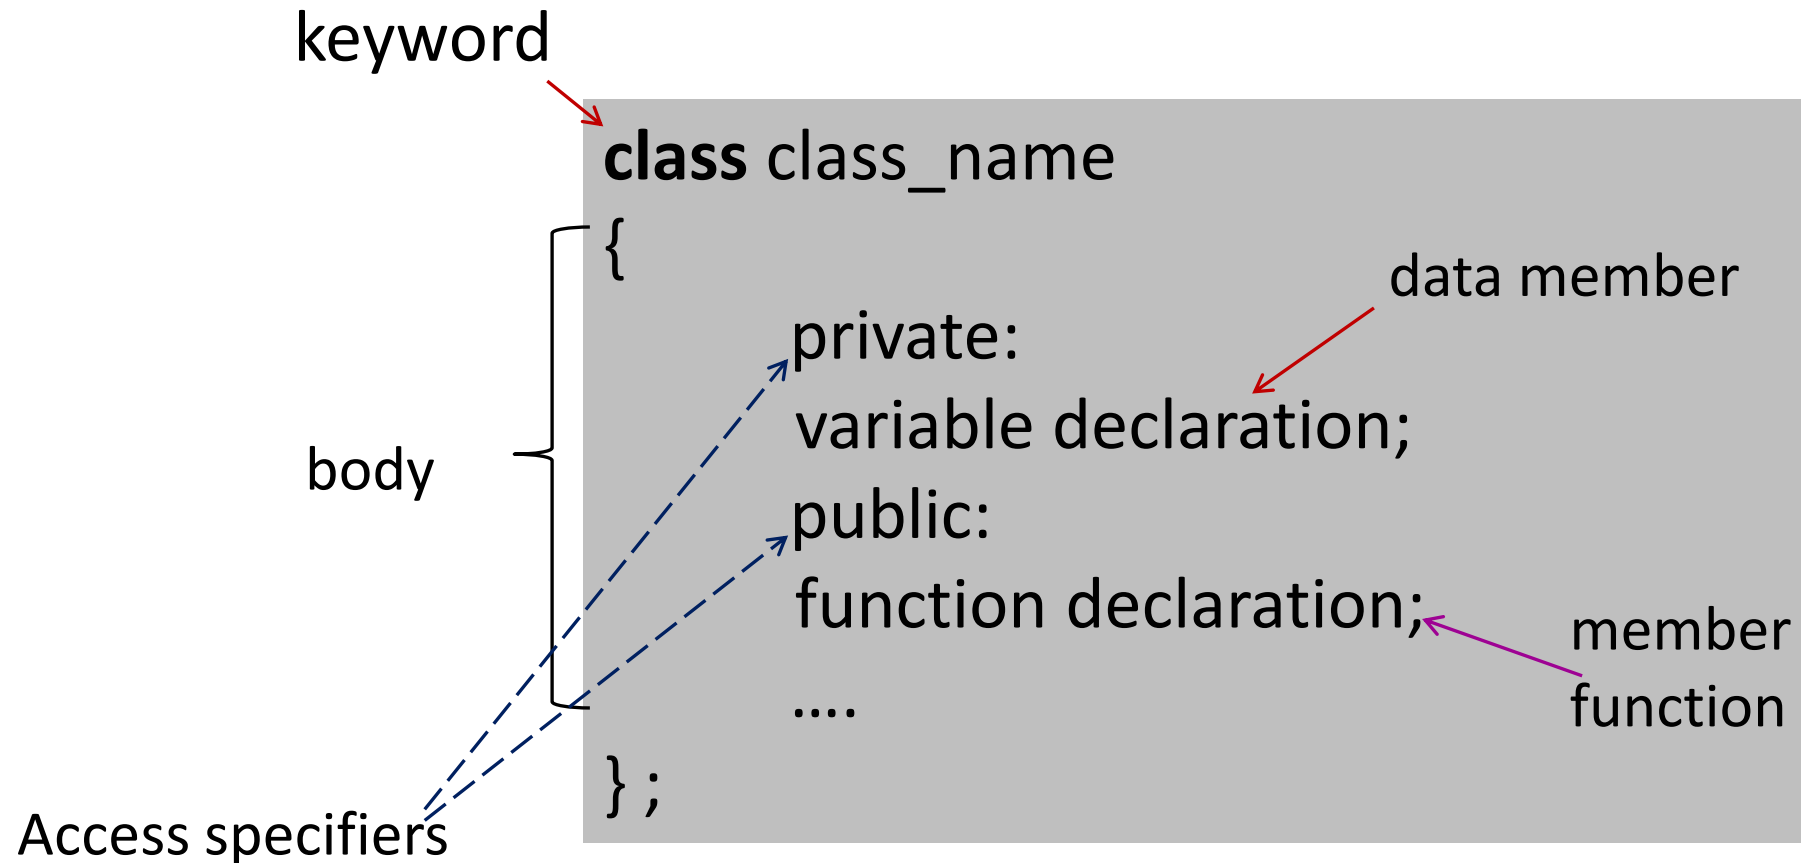 keyword
class class_name
{
data member
private:
variable declaration;
body
public:
function declaration;
member
function
....
} ;
Access specifiers